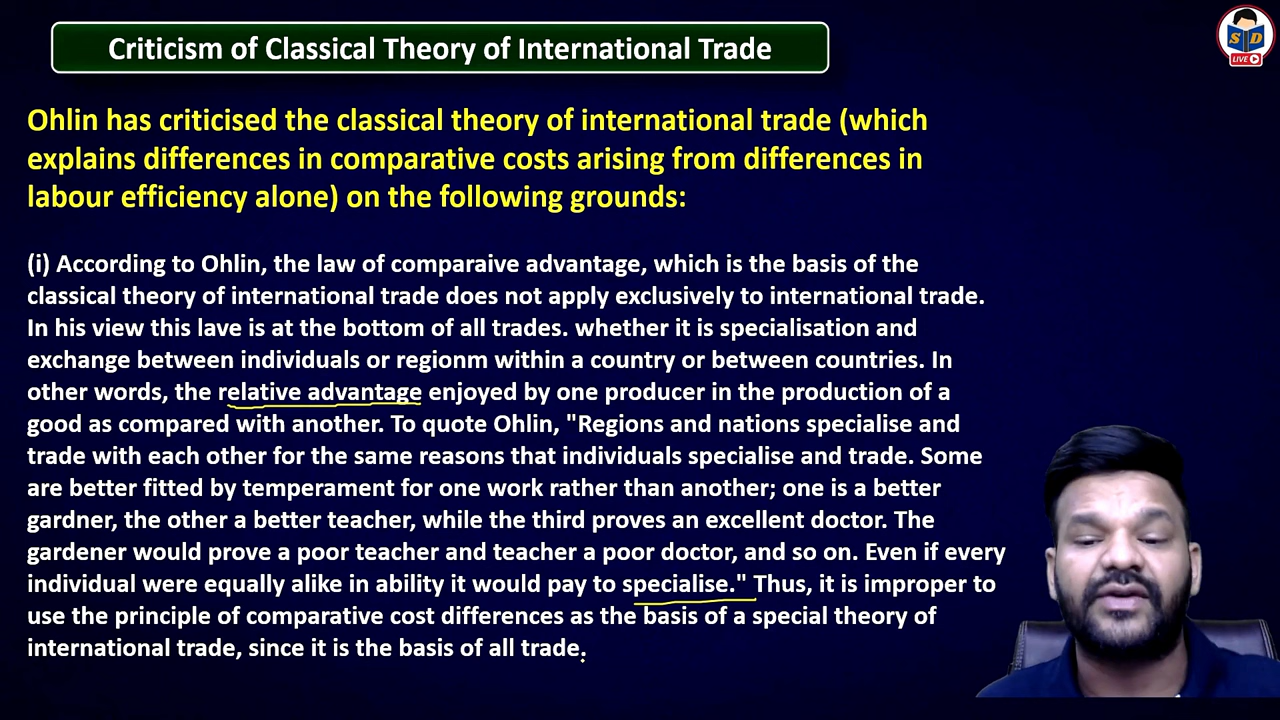 Criticism of Classical Theory of International Trade
S D
LIVE
Ohlin has criticised the classical theory of international trade (which
explains differences in comparative costs arising from differences in
labour efficiency alone) on the following grounds:
(i) According to Ohlin, the law of comparaive advantage, which is the basis of the
classical theory of international trade does not apply exclusively to international trade.
In his view this lave is at the bottom of all trades. whether it is specialisation and
exchange between individuals or regionm within a country or between countries. In
other words, the relative advantage enjoyed by one producer in the production of a
good as compared with another. To quote Ohlin, "Regions and nations specialise and
trade with each other for the same reasons that individuals specialise and trade. Some
are better fitted by temperament for one work rather than another; one is a better
gardner, the other a better teacher, while the third proves an excellent doctor. The
gardener would prove a poor teacher and teacher a poor doctor, and so on. Even if every
individual were equally alike in ability it would pay to specialise." Thus, it is improper to
use the principle of comparative cost differences as the basis of a special theory of
international trade, since it is the basis of all trade.